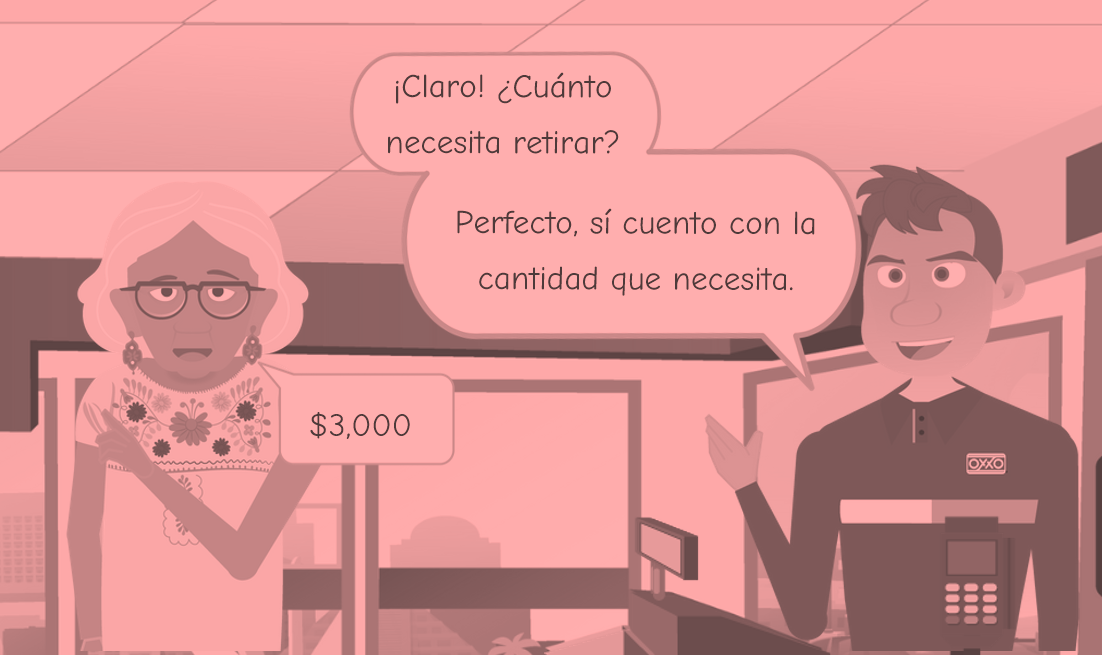 ¡Claro! ¿Cuánto
necesita retirar?
Perfecto, sí cuento con la
cantidad que necesita.
$3,000
OXXO